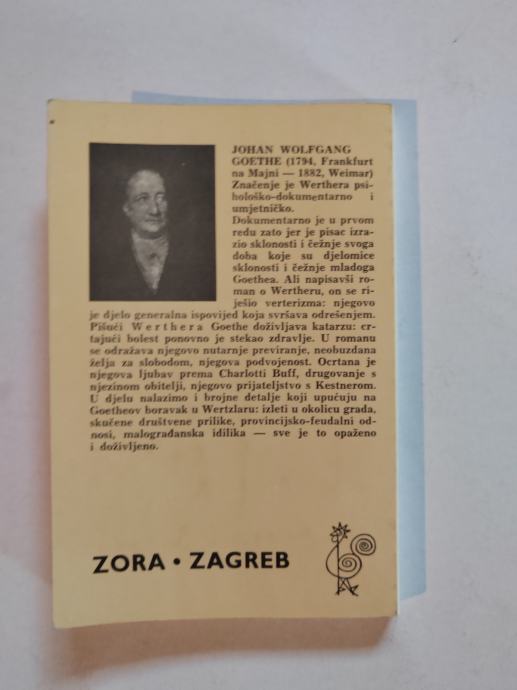 JOHAN WOLFGANG
GOETHE (1794, Frankfurt
na Majni — 1882, Weimar)
Značenje je Werthera psi-
hološko-dokumentarno i
umjetničko.
Dokumentarno je u prvom
redu zato jer je pisac izra-
zio sklonosti i čežnje svoga
doba koje su djelomice
sklonosti i čežnje mladoga
Goethea. Ali napisavši ro-
man o Wertheru, on se ri-
ješio verterizma: njegovo
je djelo generalna ispovijed koja svršava odrešenjem.
Pišući Werthera Goethe doživljava katarzu: cr-
tajući bolest ponovno je stekao zdravlje. U romanu
se odražava njegovo nutarnje previranje, neobuzdana
želja za slobodom, njegova podvojenost. Ocrtana je
njegova ljubav prema Charlotti Buff, drugovanje s
njezinom obitelji, njegovo prijateljstvo s Kestnerom.
U djelu nalazimo i brojne detalje koji upućuju na
Goetheov boravak u Wertzlaru: izleti u okolicu grada,
skučene društvene prilike, provincijsko-feudalni od-
nosi, malograđanska idilika — sve je to opaženo
i doživljeno.
ZORA • ZAGREB